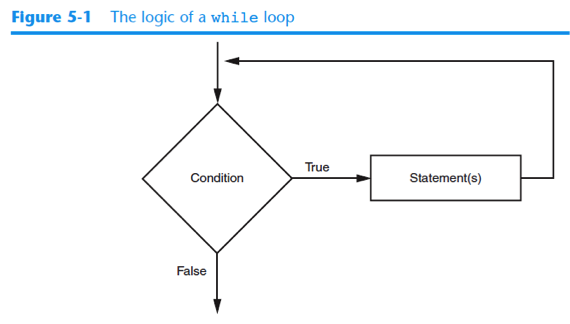 Figure 5-1 The logic of a while loop
Condition
True
Statement(s)
False